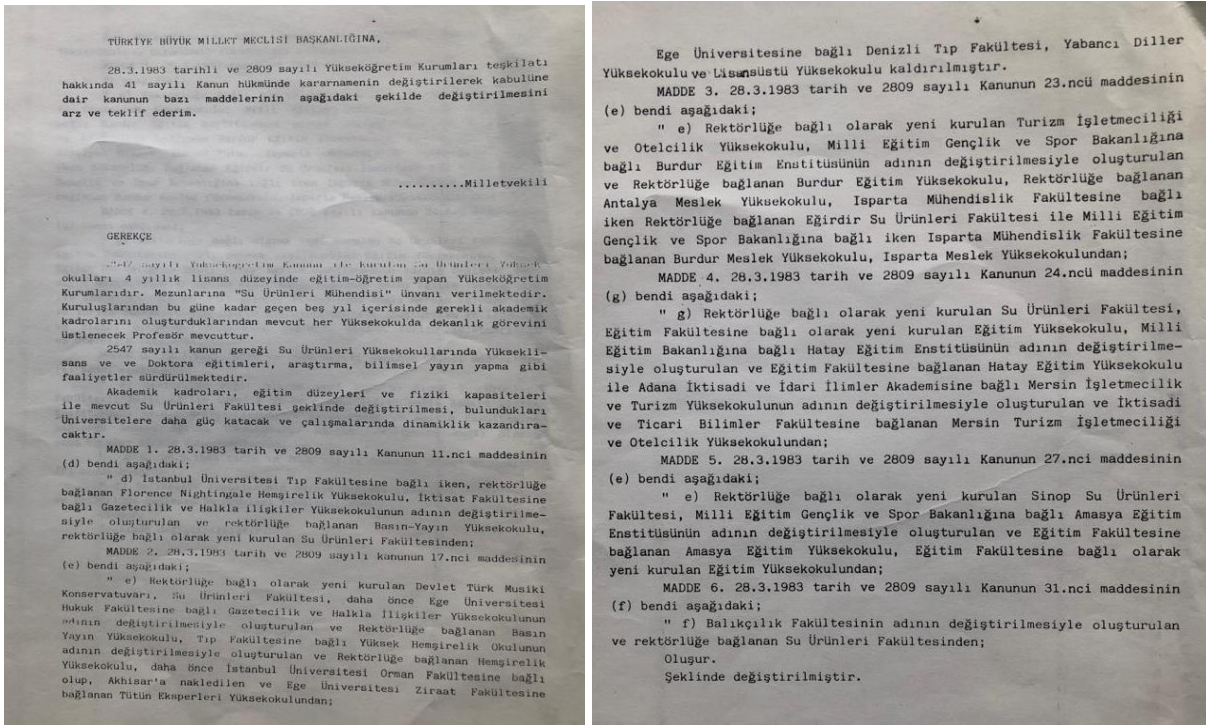 TÜRKİYE BÜYÜK MİLLET MECLİSİ BAŞKANLIĞINA,
28.3.1983 tarihli ve 2809 sayılı Yükseköğretim Kurumları teşkilatı
hakkında 41 sayılı Kanun hükmünde kararnamenin değiştirilerek kabulüne
dair kanunun bazı maddelerinin aşağıdaki şekilde değiştirilmesini
arz ve teklif ederim.
..........Milletvekili
GEREKÇE
2547 sayılı Yükseköğretim Kanunu ile kurulan Su Ürünleri Yüksek-
okulları 4 yıllık lisans düzeyinde eğitim-öğretim yapan Yükseköğretim
Kurumlarıdır. Mezunlarına "Su Ürünleri Mühendisi" ünvanı verilmektedir.
Kuruluşlarından bu güne kadar geçen beş yıl içerisinde gerekli akademik
kadrolarını oluşturduklarından mevcut her Yüksekokulda dekanlık görevini
üstlenecek Profesör mevcuttur.
2547 sayılı kanun gereği Su Ürünleri Yüksekokullarında Yüksekli-
sans ve ve Doktora eğitimleri, araştırma, bilimsel yayın yapma gibi
faaliyetler sürdürülmektedir.
Akademik kadroları, eğitim düzeyleri ve fiziki kapasiteleri
ile mevcut Su Ürünleri Fakültesi şeklinde değiştirilmesi, bulundukları
Üniversitelere daha güç katacak ve çalışmalarında dinamiklik kazandıra-
caktır.
MADDE 1. 28.3.1983 tarih ve 2809 sayılı Kanunun 11.nci maddesinin
(d) bendi aşağıdaki;
" d) İstanbul Üniversitesi Tıp Fakültesine bağlı iken, rektörlüğe
bağlanan Florence Nightingale Hemşirelik Yüksekokulu, İktisat Fakültesine
bağlı Gazetecilik ve Halkla ilişkiler Yüksekokulunun adının değiştirilme-
siyle oluşturulan ve rektörlüğe bağlanan Basın-Yayın Yüksekokulu,
rektörlüğe bağlı olarak yeni kurulan Su Ürünleri Fakültesinden;
MADDE 2. 28.3.1983 tarih ve 2809 sayılı kanunun 17.nci maddesinin
(e) bendi aşağıdaki;
" e) Rektörlüğe bağlı olarak yeni kurulan Devlet Türk Musiki
Konservatuvarı, Su Ürünleri Fakültesi, daha önce Ege Üniversitesi
Hukuk Fakültesine bağlı Gazetecilik ve Halkla İlişkiler Yüksekokulunun
adının değiştirilmesiyle oluşturulan ve Rektörlüğe bağlanan Basın
Yayın Yüksekokulu, Tıp Fakültesine bağlı Yüksek Hemşirelik Okulunun
adının değiştirilmesiyle oluşturulan ve Rektörlüğe bağlanan Hemşirelik
Yüksekokulu, daha önce İstanbul Üniversitesi Orman Fakültesine bağlı
olup, Akhisar'a nakledilen ve Ege Üniversitesi Ziraat Fakültesine
bağlanan Tütün Eksperleri Yüksekokulundan;
Ege Üniversitesine bağlı Denizli Tıp Fakültesi, Yabancı Diller
Yüksekokulu ve Lisansüstü Yüksekokulu kaldırılmıştır.
MADDE 3. 28.3.1983 tarih ve 2809 sayılı Kanunun 23.ncü maddesinin
(e) bendi aşağıdaki;
" e) Rektörlüğe bağlı olarak yeni kurulan Turizm İşletmeciliği
ve Otelcilik Yüksekokulu, Milli Eğitim Gençlik ve Spor Bakanlığına
bağlı Burdur Eğitim Enstitüsünün adının değiştirilmesiyle oluşturulan
ve Rektörlüğe bağlanan Burdur Eğitim Yüksekokulu, Rektörlüğe bağlanan
Antalya Meslek Yüksekokulu, Isparta Mühendislik Fakültesine bağlı
iken Rektörlüğe bağlanan Eğirdir Su Ürünleri Fakültesi ile Milli Eğitim
Gençlik ve Spor Bakanlığına bağlı iken Isparta Mühendislik Fakültesine
bağlanan Burdur Meslek Yüksekokulu, Isparta Meslek Yüksekokulundan;
MADDE 4. 28.3.1983 tarih ve 2809 sayılı Kanunun 24.ncü maddesinin
(g) bendi aşağıdaki;
" g) Rektörlüğe bağlı olarak yeni kurulan Su Ürünleri Fakültesi,
Eğitim Fakültesine bağlı olarak yeni kurulan Eğitim Yüksekokulu, Milli
Eğitim Bakanlığına bağlı Hatay Eğitim Enstitüsünün adının değiştirilme-
siyle oluşturulan ve Eğitim Fakültesine bağlanan Hatay Eğitim Yüksekokulu
ile Adana İktisadi ve İdari İlimler Akademisine bağlı Mersin İşletmecilik
ve Turizm Yüksekokulunun adının değiştirilmesiyle oluşturulan ve İktisadi
ve Ticari Bilimler Fakültesine bağlanan Mersin Turizm İşletmeciliği
ve Otelcilik Yüksekokulundan;
MADDE 5. 28.3.1983 tarih ve 2809 sayılı Kanunun 27.nci maddesinin
(e) bendi aşağıdaki;
" e) Rektörlüğe bağlı olarak yeni kurulan Sinop Su Ürünleri
Fakültesi, Milli Eğitim Gençlik ve Spor Bakanlığına bağlı Amasya Eğitim
Enstitüsünün adının değiştirilmesiyle oluşturulan ve Eğitim Fakültesine
bağlanan Amasya Eğitim Yüksekokulu, Eğitim Fakültesine bağlı olarak
yeni kurulan Eğitim Yüksekokulundan;
MADDE 6. 28.3.1983 tarih ve 2809 sayılı Kanunun 31.nci maddesinin
(f) bendi aşağıdaki;
" f) Balıkçılık Fakültesinin adının değiştirilmesiyle oluşturulan
ve rektörlüğe bağlanan Su Ürünleri Fakültesinden;
Oluşur.
Şeklinde değiştirilmiştir.